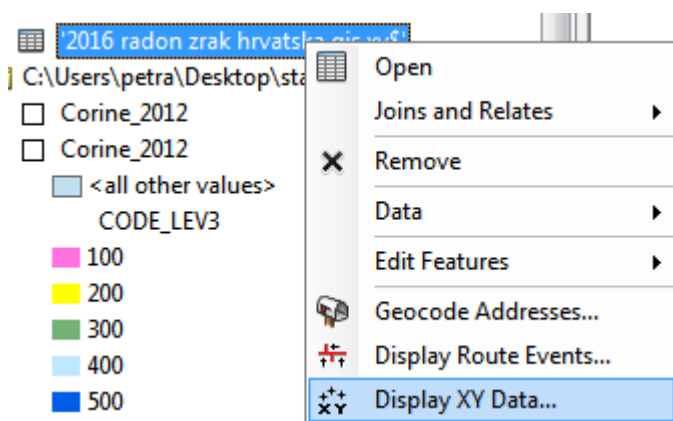 '2016 radon zrak hrvatska gis xy$'
C:\Users\petra\Desktop\sta
Corine_2012
Corine_2012
<all other values>
CODE_LEV3
100
200
300
400
500
Open
Joins and Relates
Remove
Data
Edit Features
Geocode Addresses...
Display Route Events...
Display XY Data...